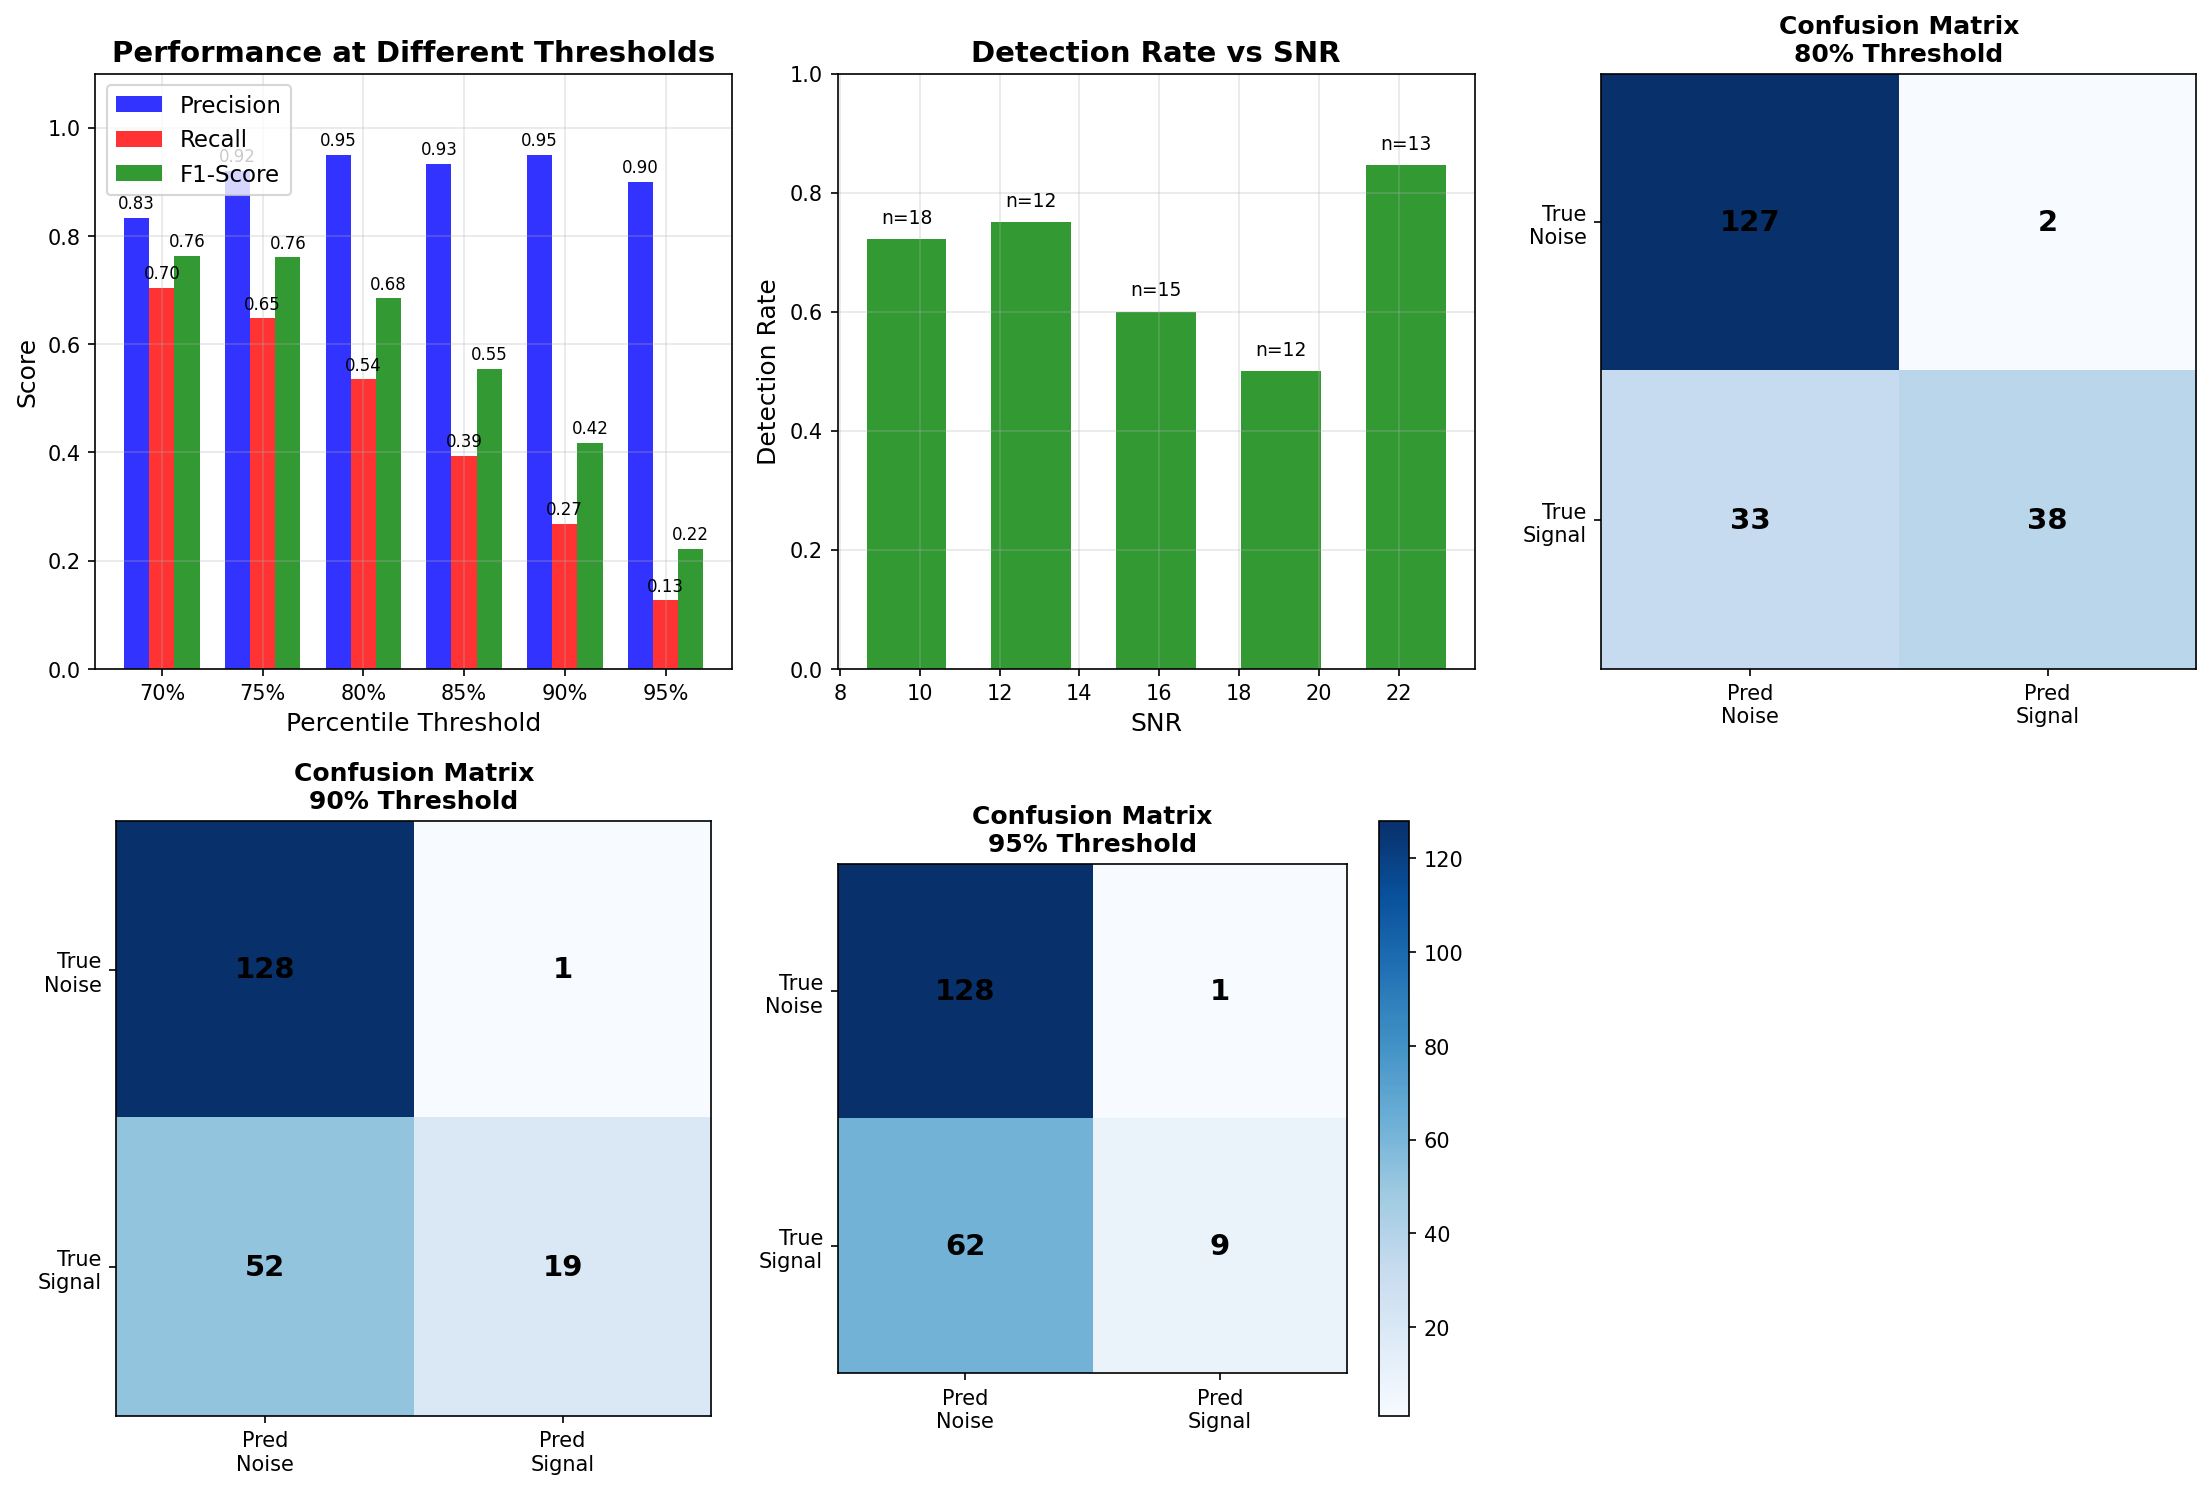 Performance at Different Thresholds
Precision
Recall
F1-Score
0.83
0.70
0.76
0.92
0.65
0.76
0.95
0.54
0.68
0.93
0.39
0.55
0.95
0.27
0.42
0.90
0.13
0.22
Score
1.0
0.8
0.6
0.4
0.2
0.0
70% 75% 80% 85% 90% 95%
Percentile Threshold
Detection Rate vs SNR
Detection Rate
1.0
0.8
0.6
0.4
0.2
0.0
n=18
n=12
n=15
n=12
n=13
8 10 12 14 16 18 20 22
SNR
Confusion Matrix
80% Threshold
True
Noise
127 2
True
Signal
33 38
Pred
Noise
Pred
Signal
Confusion Matrix
90% Threshold
True
Noise
128 1
True
Signal
52 19
Pred
Noise
Pred
Signal
Confusion Matrix
95% Threshold
True
Noise
128 1
True
Signal
62 9
Pred
Noise
Pred
Signal
120
100
80
60
40
20